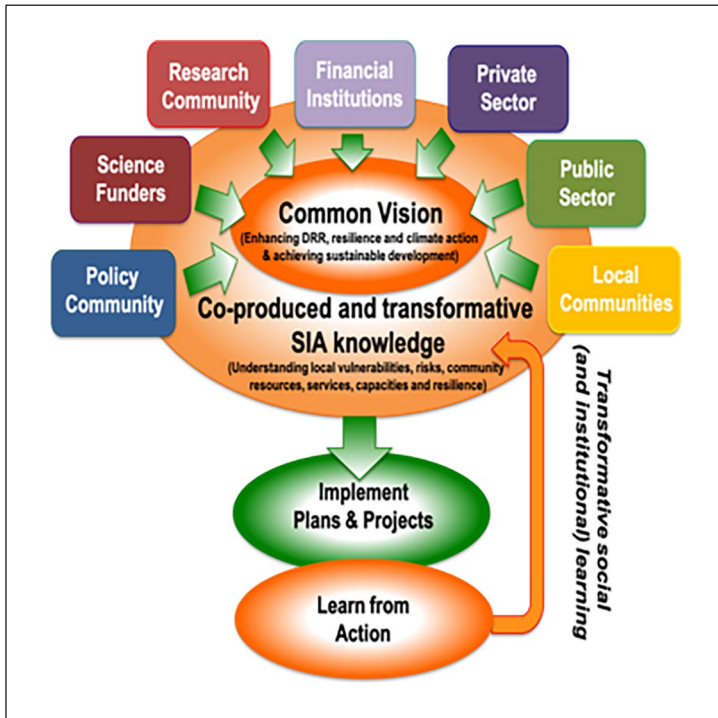 Research
Community
Financial
Institutions
Private
Sector
Science
Funders
Public
Sector
Policy
Community
Local
Communities
Common Vision
(Enhancing DRR, resilience and climate action
& achieving sustainable development)
Co-produced and transformative
SIA knowledge
(Understanding local vulnerabilities, risks, community
resources, services, capacities and resilience)
Transformative social
(and institutional) learning
Implement
Plans & Projects
Learn from
Action